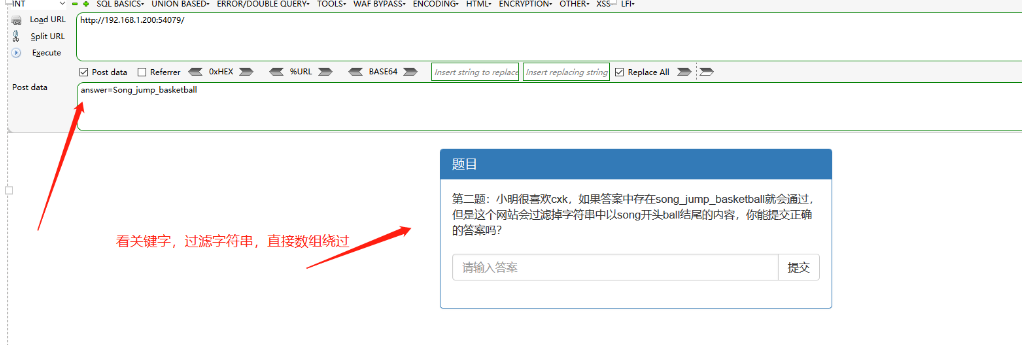 INT SQL BASICS UNION BASED ERROR/DOUBLE QUERY TOOLS WAF BYPASS ENCODING HTML ENCRYPTION OTHER XSS LFI
Load URL http://192.168.1.200:54079/
Split URL
Execute
Post data Referrer 0xHEX %URL BASE64 Insert string to replace Insert replacing string Replace All
Post data answer=Song_jump_basketball
题目
第二题：小明很喜欢cxk，如果答案中存在song_jump_basketball就会通过，
但是这个网站会过滤掉字符串中以song开头ball结尾的内容，你能提交正确
的答案吗？
看关键字，过滤字符串，直接数组绕过
请输入答案 提交